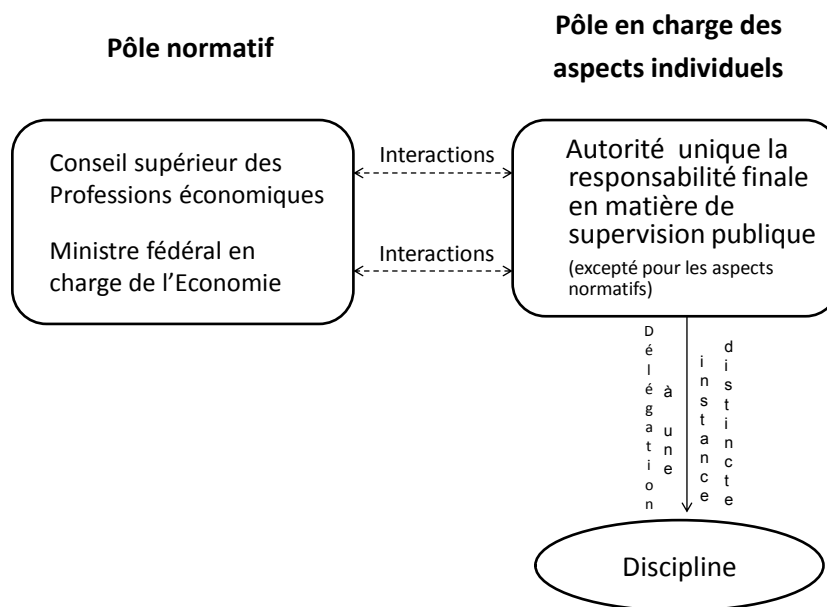 Pôle normatif
Pôle en charge des
aspects individuels
Conseil supérieur des
Professions économiques
Ministre fédéral en
charge de l’Economie
Interactions
Interactions
Autorité unique la
responsabilité finale
en matière de
supervision publique
(excepté pour les aspects
normatifs)
Délégation
à une
instance
distincte
Discipline